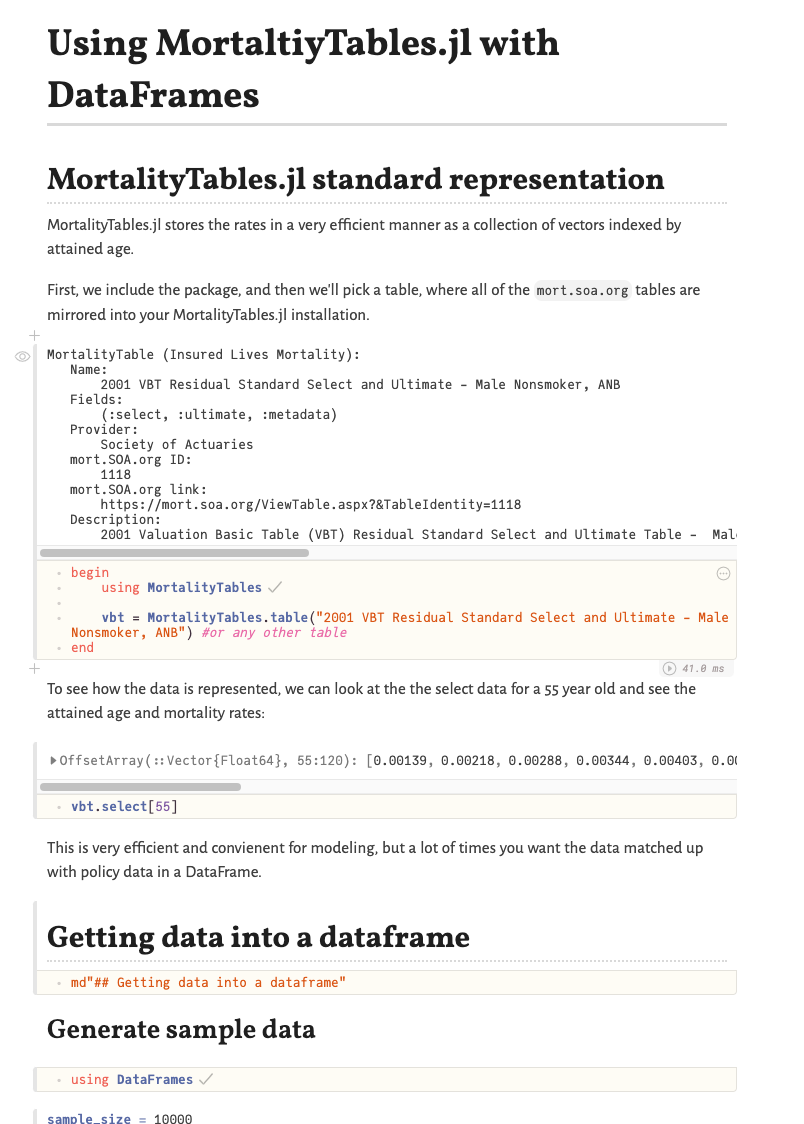 Using MortaltiyTables.jl with
DataFrames
MortalityTables.jl standard representation
MortalityTables.jl stores the rates in a very efficient manner as a collection of vectors indexed by
attained age.
First, we include the package, and then we'll pick a table, where all of the mort.soa.org tables are
mirrored into your MortalityTables.jl installation.
MortalityTable (Insured Lives Mortality):
Name:
2001 VBT Residual Standard Select and Ultimate - Male Nonsmoker, ANB
Fields:
(:select, :ultimate, :metadata)
Provider:
Society of Actuaries
mort.SOA.org ID:
1118
mort.SOA.org link:
https://mort.soa.org/ViewTable.aspx?&TableIdentity=1118
Description:
2001 Valuation Basic Table (VBT) Residual Standard Select and Ultimate Table -
begin
using MortalityTables
vbt = MortalityTables.table("2001 VBT Residual Standard Select and Ultimate - Male
Nonsmoker, ANB") #or any other table
end
41.0 ms
To see how the data is represented, we can look at the the select data for a 55 year old and see the
attained age and mortality rates:
OffsetArray(::Vector{Float64}, 55:120): [0.00139, 0.00218, 0.00288, 0.00344, 0.00403,
vbt.select[55]
This is very efficient and convienent for modeling, but a lot of times you want the data matched up
with policy data in a DataFrame.
Getting data into a dataframe
md"## Getting data into a dataframe"
Generate sample data
using DataFrames
sample_size = 10000